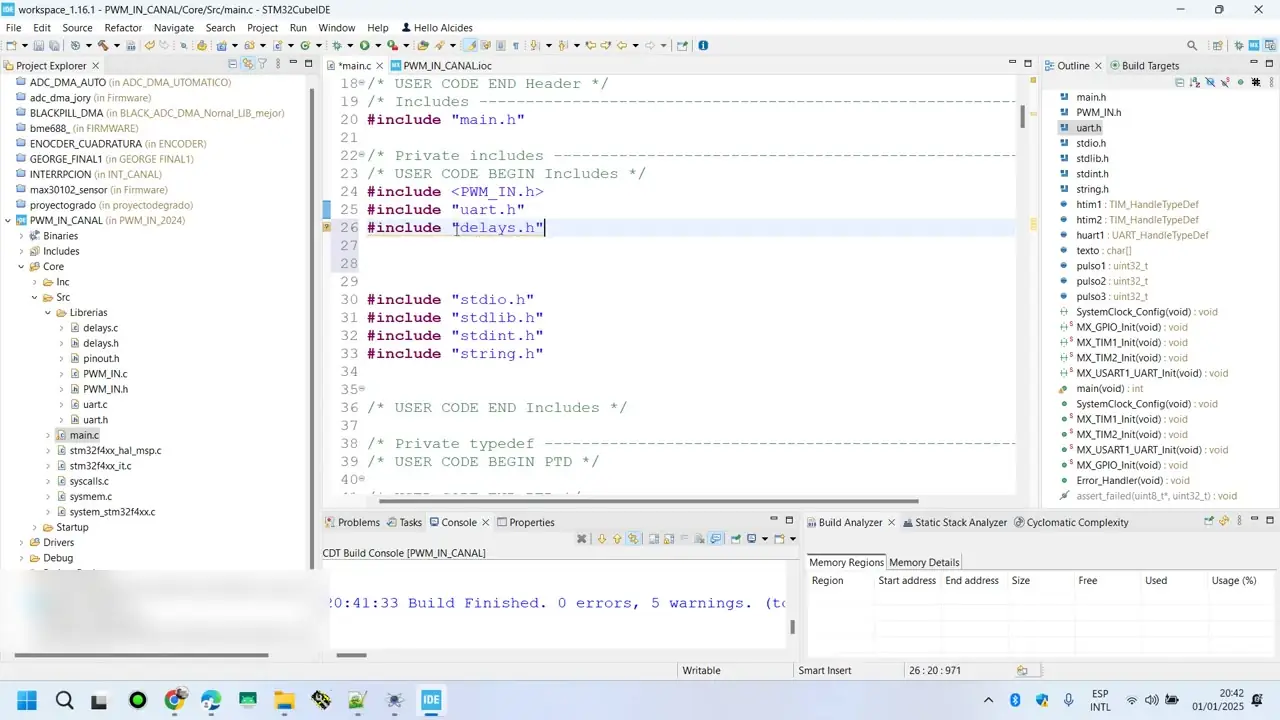 workspace_1.16.1 - PWM_IN_CANAL/Core/Src/main.c - STM32CubeIDE
File Edit Source Refactor Navigate Search Project Run Window Help Hello Alcides
Project Explorer
ADC_DMA_AUTO (in ADC_DMA_UTOMATICO)
adc_dma_jory (in Firmware)
BLACKPILL_DMA (in BLACK_ADC_DMA_Nornal_LIB_mejor)
bme688_ (in FIRMWARE)
ENOCDER_CUADRATURA (in ENCODER)
GEORGE_FINAL1 (in GEORGE FINAL1)
INTERRPCION (in INT_CANAL)
max30102_sensor (in Firmware)
proyectogrado (in proyectodegrado)
PWM_IN_CANAL (in PWM_IN_2024)
Binaries
Includes
Core
Inc
Src
Librerias
delays.c
delays.h
pinout.h
PWM_IN.c
PWM_IN.h
uart.c
uart.h
main.c
stm32f4xx_hal_msp.c
stm32f4xx_it.c
syscalls.c
sysmem.c
system_stm32f4xx.c
Startup
Drivers
Debug
*main.c PWM_IN_CANAL.ioc
18 /* USER CODE END Header */
19 /* Includes ------------------------------------------------------------------
20 #include "main.h"
21
22 /* Private includes ----------------------------------------------------------
23 /* USER CODE BEGIN Includes */
24 #include <PWM_IN.h>
25 #include "uart.h"
26 #include "delays.h"
27
28
29
30 #include "stdio.h"
31 #include "stdlib.h"
32 #include "stdint.h"
33 #include "string.h"
34
35
36 /* USER CODE END Includes */
37
38 /* Private typedef -----------------------------------------------------------
39 /* USER CODE BEGIN PTD */
40
Outline Build Targets
main.h
PWM_IN.h
uart.h
stdio.h
stdlib.h
stdint.h
string.h
htim1 : TIM_HandleTypeDef
htim2 : TIM_HandleTypeDef
huart1 : UART_HandleTypeDef
texto : char[]
pulso1 : uint32_t
pulso2 : uint32_t
pulso3 : uint32_t
SystemClock_Config(void) : void
MX_GPIO_Init(void) : void
MX_TIM1_Init(void) : void
MX_TIM2_Init(void) : void
MX_USART1_UART_Init(void) : void
main(void) : int
SystemClock_Config(void) : void
MX_TIM1_Init(void) : void
MX_TIM2_Init(void) : void
MX_USART1_UART_Init(void) : void
MX_GPIO_Init(void) : void
Error_Handler(void) : void
assert_failed(uint8_t*, uint32_t) : void
Problems Tasks Console Properties
CDT Build Console [PWM_IN_CANAL]
20:41:33 Build Finished. 0 errors, 5 warnings. (to
Build Analyzer Static Stack Analyzer Cyclomatic Complexity
Memory Regions Memory Details
Region Start address End address Size Free Used Usage (%)
Writable Smart Insert 26 : 20 : 971
IDE
ESP
INTL
20:42
01/01/2025